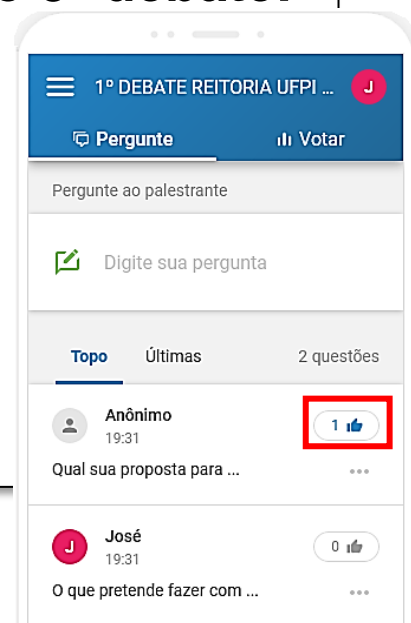 1º DEBATE REITORIA UFPI ... J
Pergunte Votar
Pergunte ao palestrante
Digite sua pergunta
Topo Últimas 2 questões
Anônimo
19:31
1
Qual sua proposta para ...
J José
19:31
0
O que pretende fazer com ...